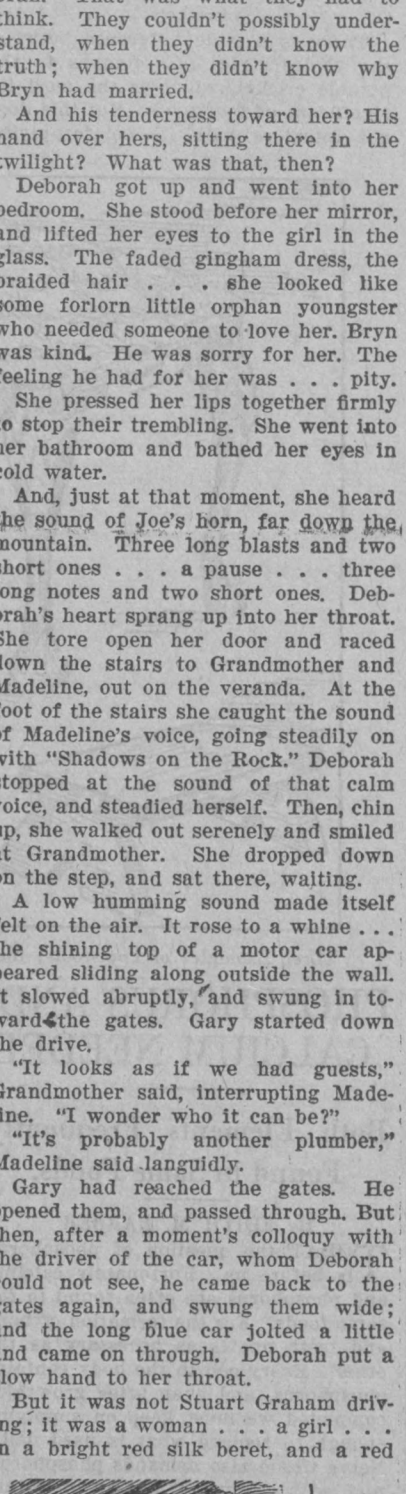 That was what they had to
think. They couldn't possibly under-
stand, when they didn't know the
truth; when they didn't know why
Bryn had married.
And his tenderness toward her? His
hand over hers, sitting there in the
twilight? What was that, then?
Deborah got up and went into her
bedroom. She stood before her mirror,
and lifted her eyes to the girl in the
glass. The faded gingham dress, the
braided hair . . . she looked like
some forlorn little orphan youngster
who needed someone to love her. Bryn
was kind. He was sorry for her. The
feeling he had for her was . . . pity.
She pressed her lips together firmly
to stop their trembling. She went into
her bathroom and bathed her eyes in
cold water.
And, just at that moment, she heard
the sound of Joe's horn, far down the
mountain. Three long blasts and two
short ones . . . a pause . . . three
long notes and two short ones. Deb-
orah's heart sprang up into her throat.
She tore open her door and raced
down the stairs to Grandmother and
Madeline, out on the veranda. At the
foot of the stairs she caught the sound
of Madeline's voice, going steadily on
with "Shadows on the Rock." Deborah
stopped at the sound of that calm
voice, and steadied herself. Then, chin
up, she walked out serenely and smiled
at Grandmother. She dropped down
on the step, and sat there, waiting.
A low humming sound made itself
felt on the air. It rose to a whine . . .
the shining top of a motor car ap-
peared sliding along outside the wall.
It slowed abruptly, and swung in to-
ward the gates. Gary started down
the drive.
"It looks as if we had guests,"
Grandmother said, interrupting Made-
line. "I wonder who it can be?"
"It's probably another plumber,"
Madeline said languidly.
Gary had reached the gates. He
opened them, and passed through. But
then, after a moment's colloquy with
the driver of the car, whom Deborah
could not see, he came back to the
gates again, and swung them wide;
and the long blue car jolted a little
and came on through. Deborah put a
slow hand to her throat.
But it was not Stuart Graham driv-
ing; it was a woman . . . a girl . . .
in a bright red silk beret, and a red